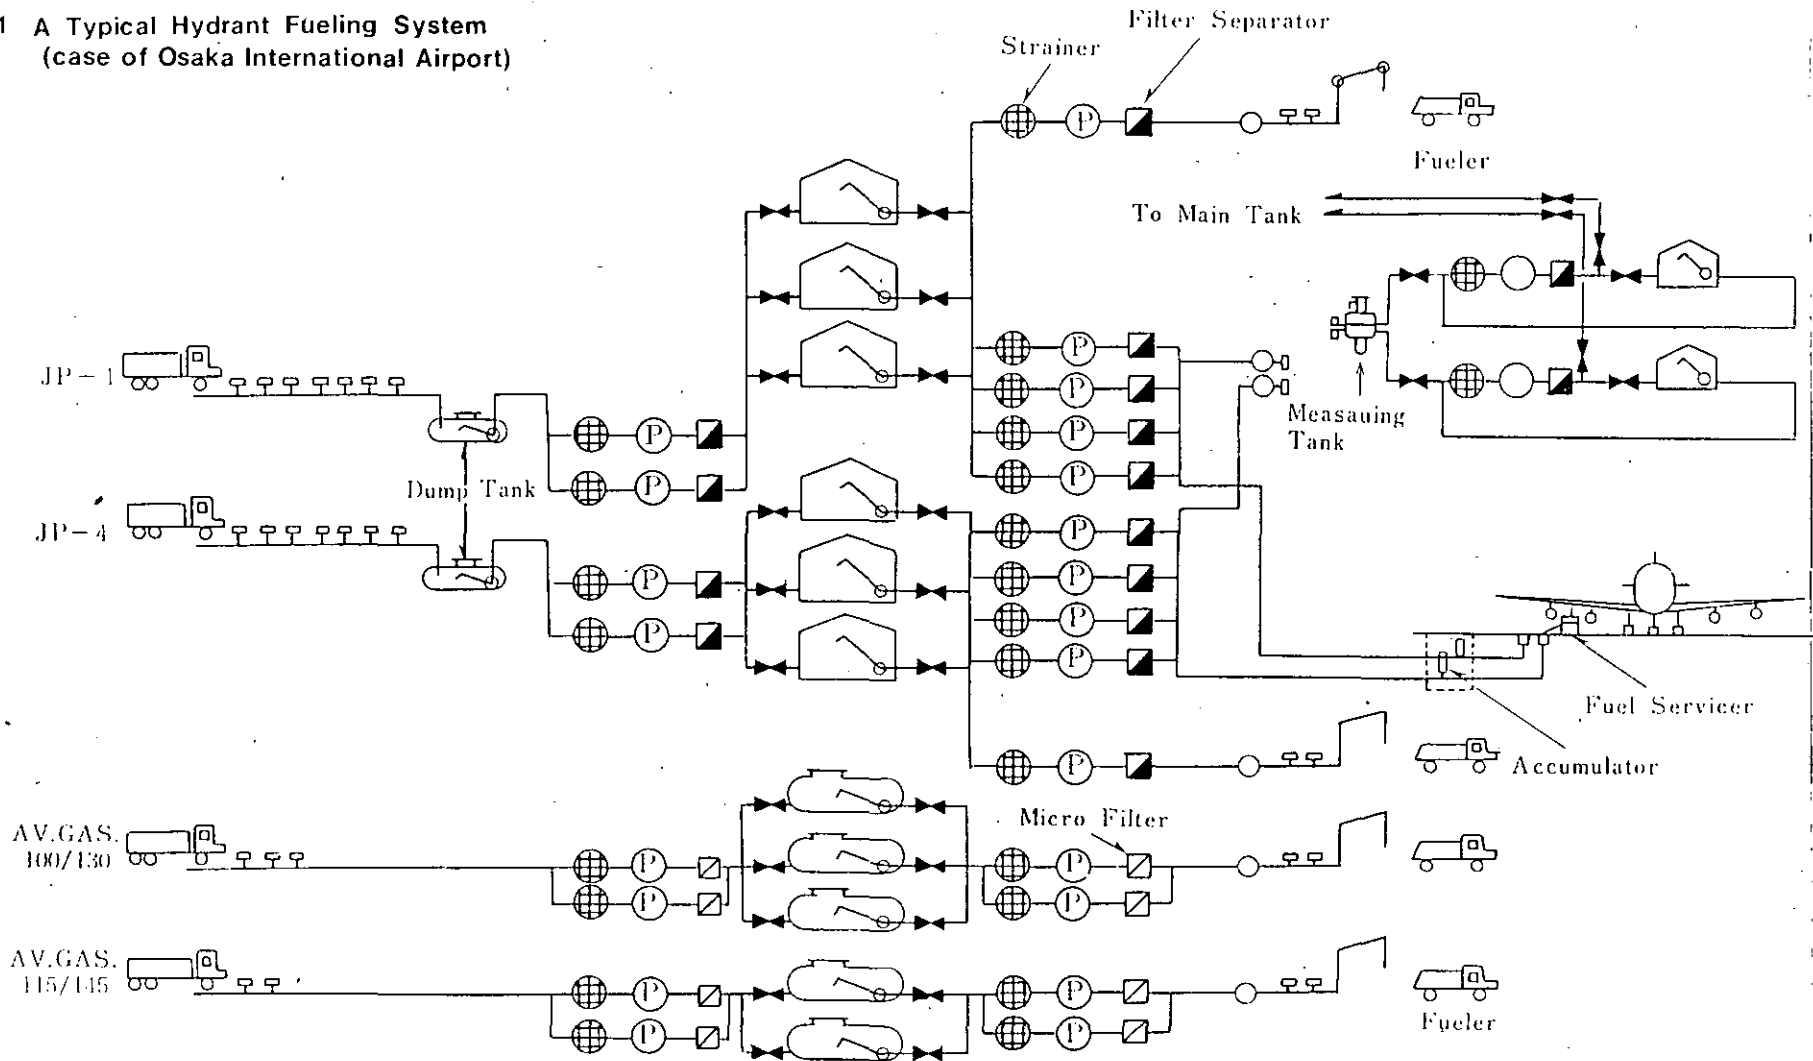 1 A Typical Hydrant Fueling System
(case of Osaka International Airport)
Filter Separator
Strainer
P
Fueler
To Main Tank
JP-1
P
P
P
P
P
P
Measauing
Tank
Dump Tank
JP-4
P
P
P
P
P
P
Fuel Servicer
P
Accumulator
Micro Filter
AV.GAS.
100/130
P
P
P
P
AV.GAS.
115/145
P
P
P
P
Fueler